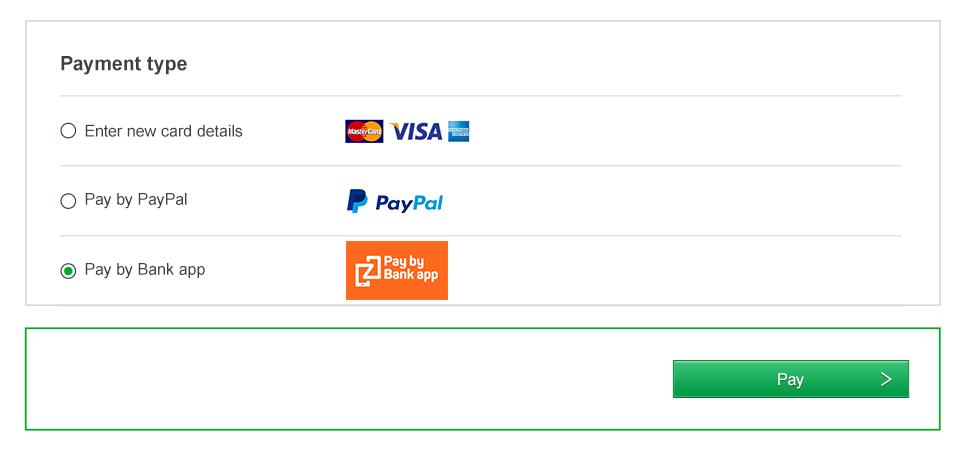 Payment type
Enter new card details
MasterCard VISA AMERICAN EXPRESS
Pay by PayPal
PayPal
Pay by Bank app
Pay by
Bank app
Pay